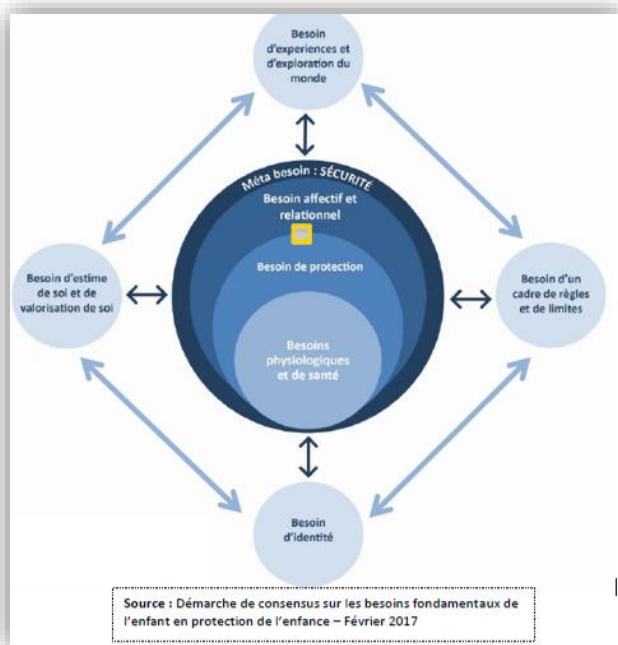 Besoin
d'experiences et
d'exploration du
monde
Méta besoin : SÉCURITÉ
Besoin affectif et
relationnel
Besoin de protection
Besoin d'estime
de soi et de
valorisation de soi
Besoin d'un
cadre de règles
et de limites
Besoins
physiologiques
et de santé
Besoin
d'identité
Source : Démarche de consensus sur les besoins fondamentaux de
l'enfant en protection de l'enfance – Février 2017